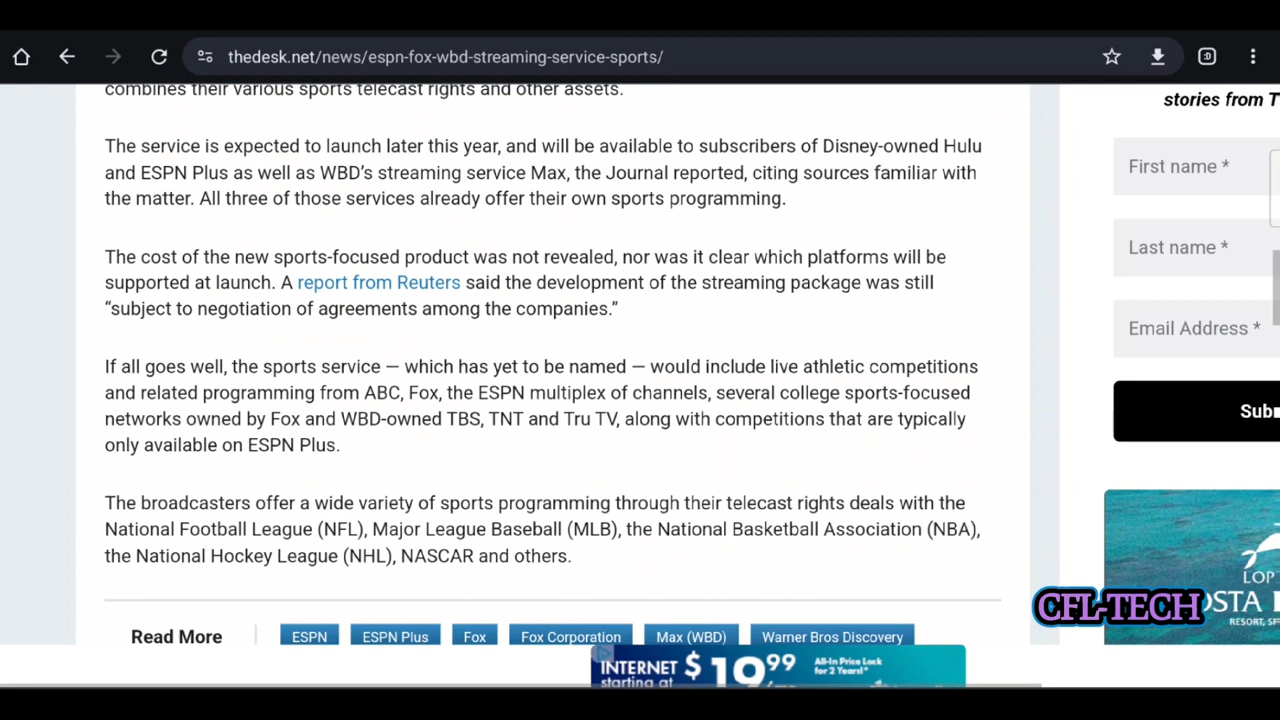 thedesk.net/news/espn-fox-wbd-streaming-service-sports/
combines their various sports telecast rights and other assets.
The service is expected to launch later this year, and will be available to subscribers of Disney-owned Hulu
and ESPN Plus as well as WBD's streaming service Max, the Journal reported, citing sources familiar with
the matter. All three of those services already offer their own sports programming.
The cost of the new sports-focused product was not revealed, nor was it clear which platforms will be
supported at launch. A report from Reuters said the development of the streaming package was still
“subject to negotiation of agreements among the companies.”
If all goes well, the sports service — which has yet to be named — would include live athletic competitions
and related programming from ABC, Fox, the ESPN multiplex of channels, several college sports-focused
networks owned by Fox and WBD-owned TBS, TNT and Tru TV, along with competitions that are typically
only available on ESPN Plus.
The broadcasters offer a wide variety of sports programming through their telecast rights deals with the
National Football League (NFL), Major League Baseball (MLB), the National Basketball Association (NBA),
the National Hockey League (NHL), NASCAR and others.
Read More
ESPN
ESPN Plus
Fox
Fox Corporation
Max (WBD)
Warner Bros Discovery
stories from T
First name *
Last name *
Email Address *
Sub
LOP
OSTA
RESORT, SF
CFL-TECH
INTERNET
starting at
$19.99
All-In Price Lock
for 2 Years!*